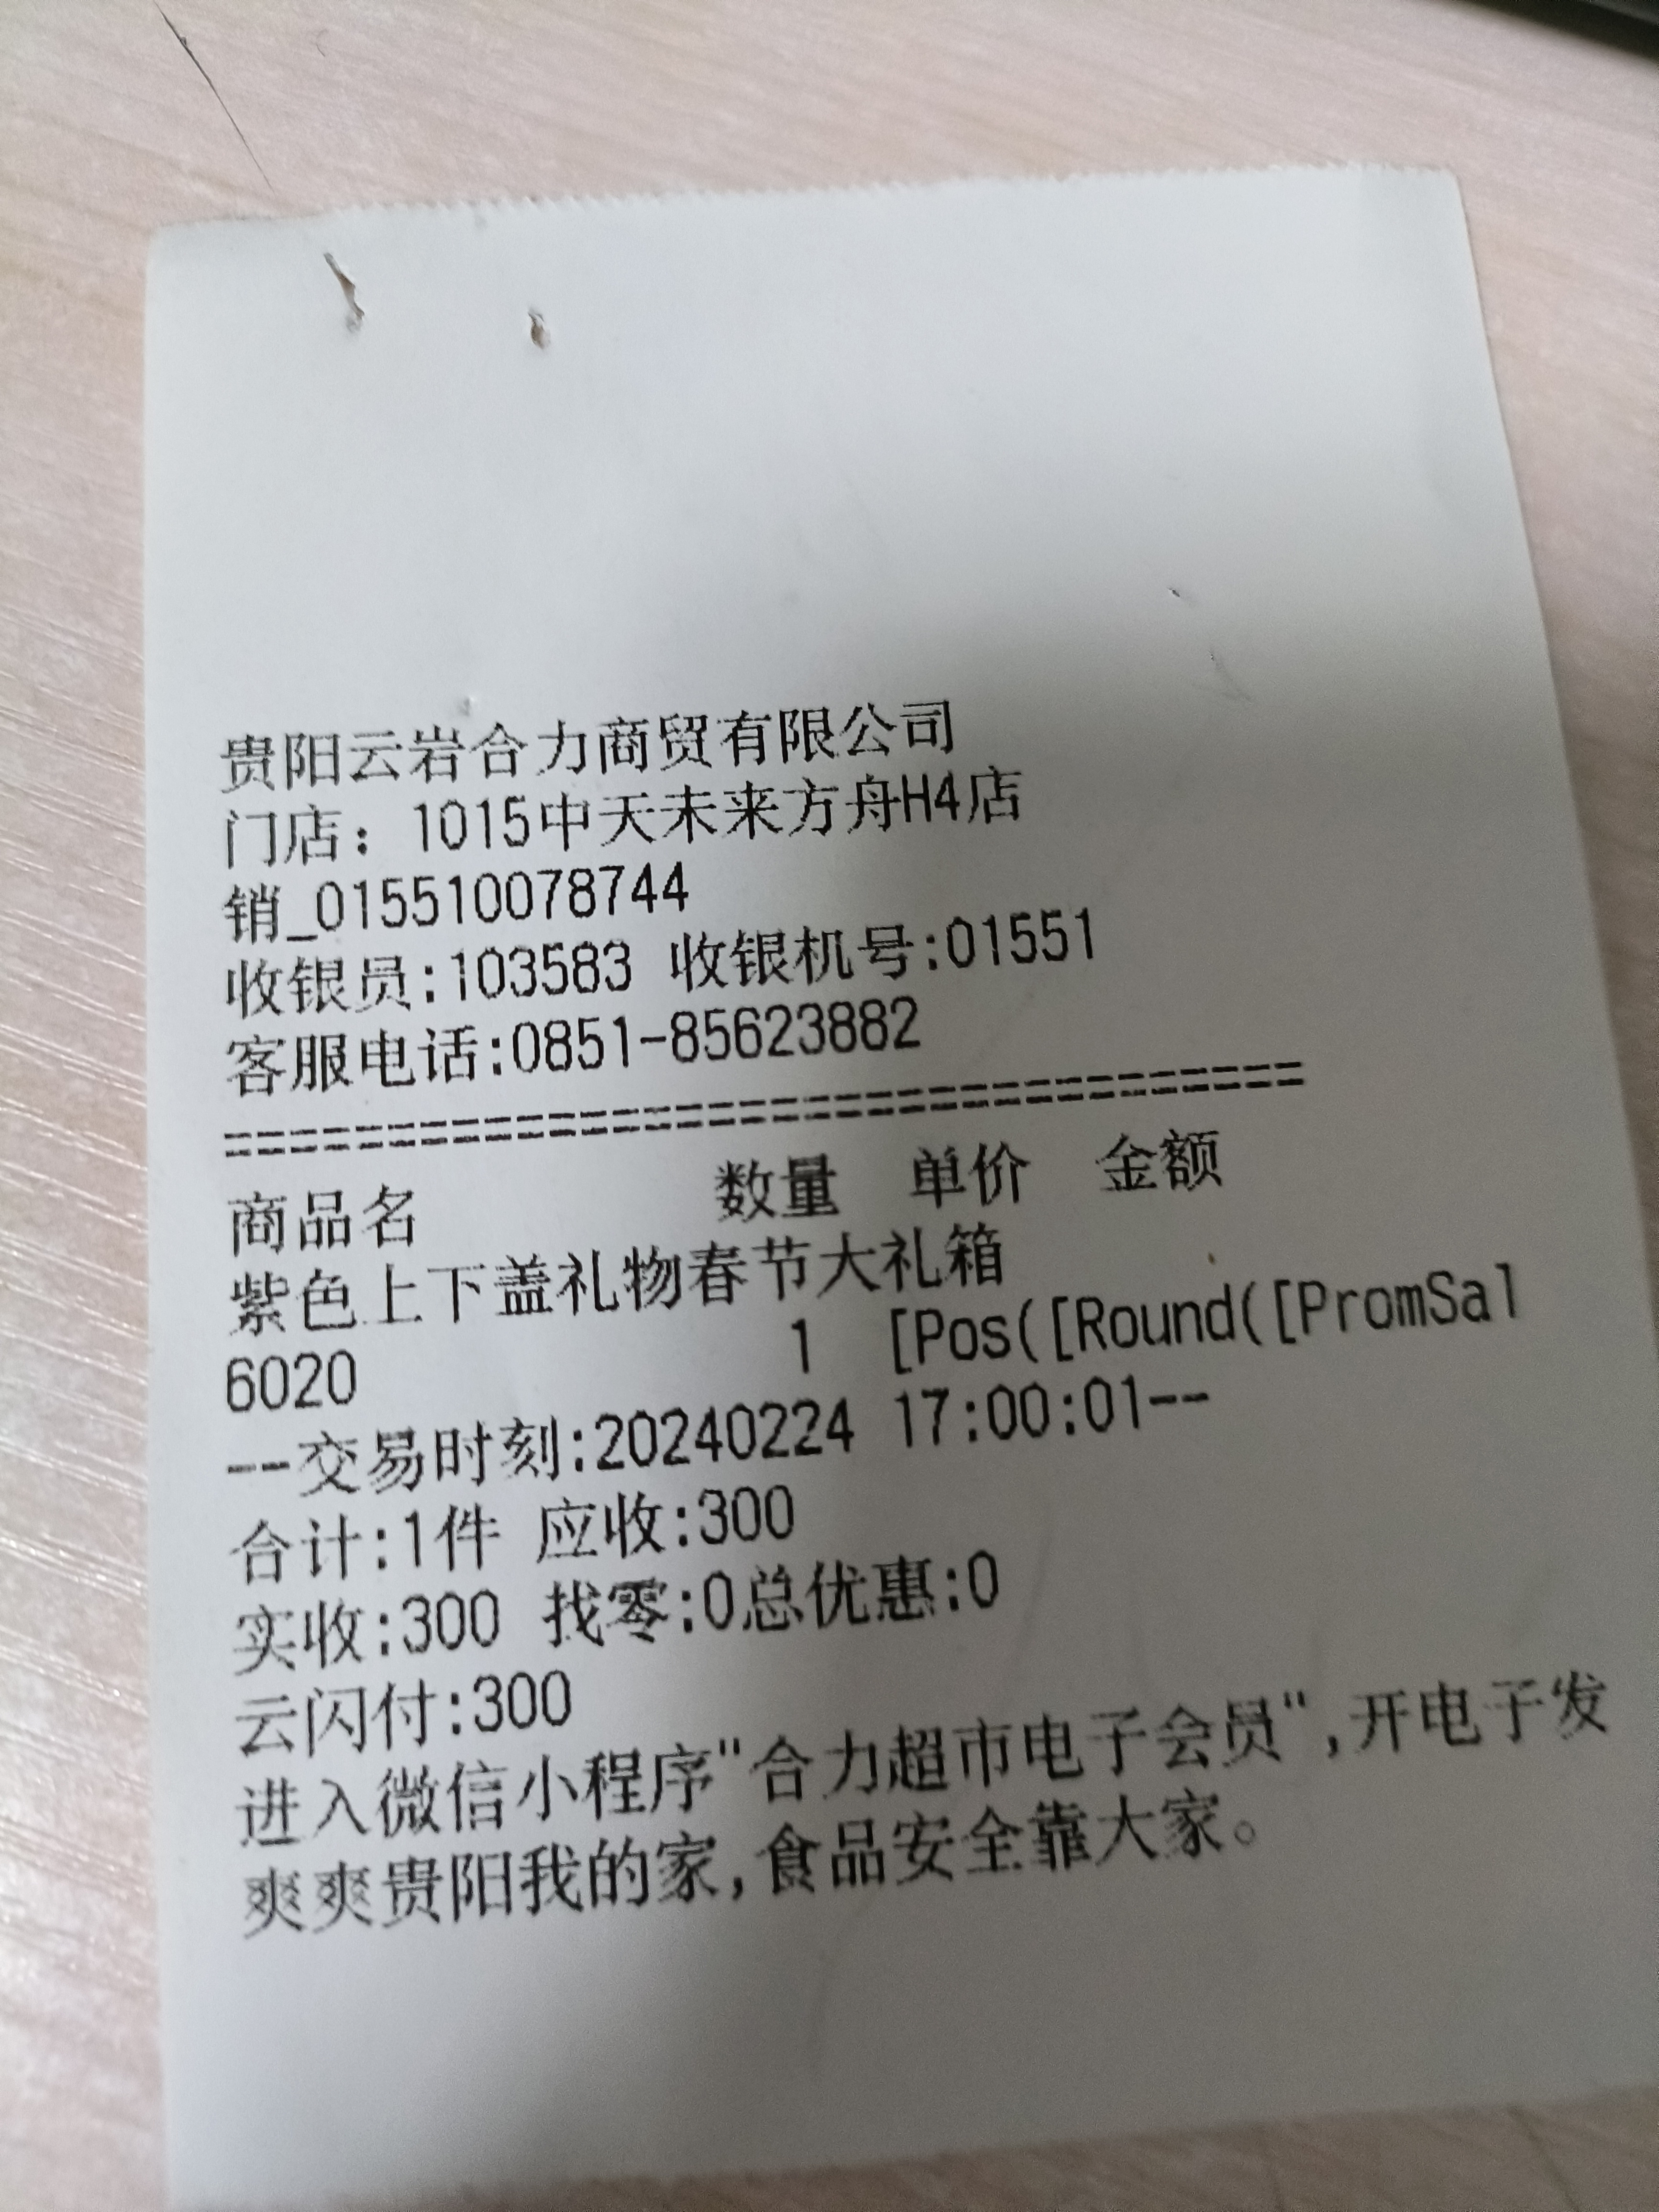 贵阳云岩合力商贸有限公司
门店：1015中天未来方舟H4店
销_015510078744
收银员:103583 收银机号:01551
客服电话:0851-85623882
==================================
商品名 数量 单价 金额
紫色上下盖礼物春节大礼箱
6020 1 [Pos([Round([PromSal
--交易时刻:20240224 17:00:01--
合计:1件 应收:300
实收:300 找零:0总优惠:0
云闪付:300
进入微信小程序"合力超市电子会员",开电子发
爽爽贵阳我的家,食品安全靠大家。